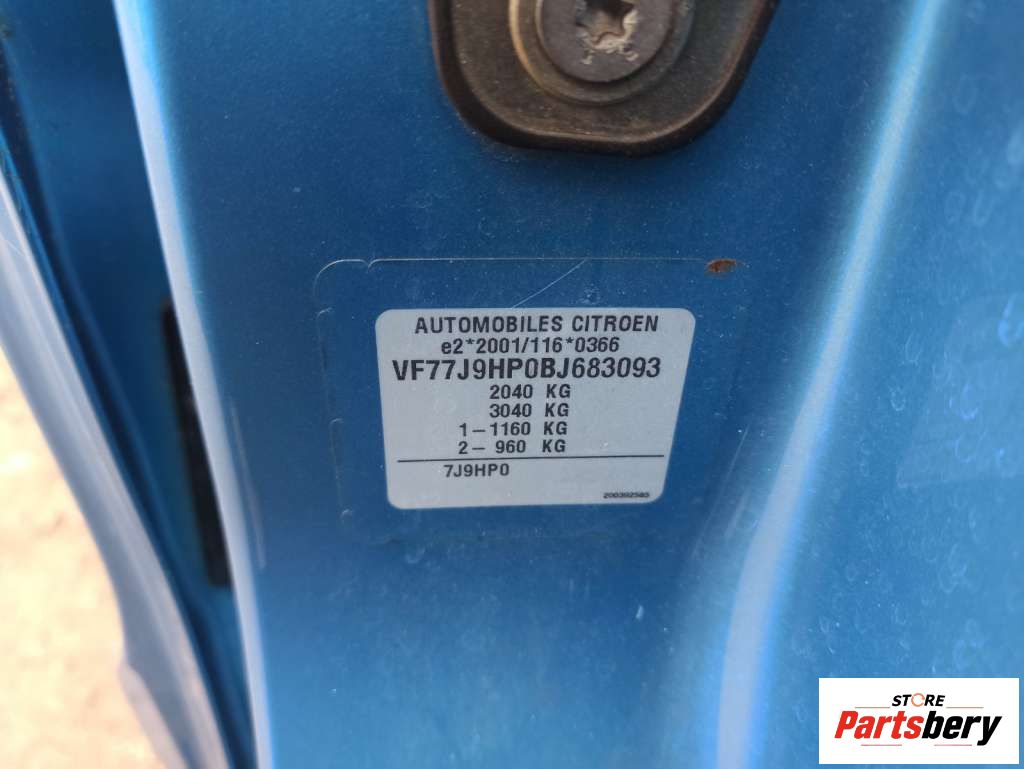 AUTOMOBILES CITROEN
e2*2001/116*0366
VF77J9HP0BJ683093
2040 KG
3040 KG
1-1160 KG
2- 960 KG
7J9HP0
200392583
STORE
Partsbery